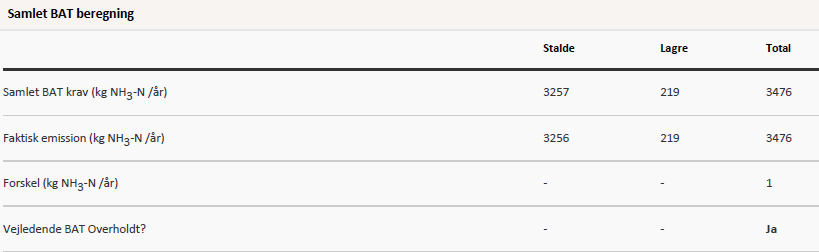 Samlet BAT beregning
Stalde Lagre Total
Samlet BAT krav (kg NH3-N /år) 3257 219 3476
Faktisk emission (kg NH3-N /år) 3256 219 3476
Forskel (kg NH3-N /år) - - 1
Vejledende BAT Overholdt? - - Ja